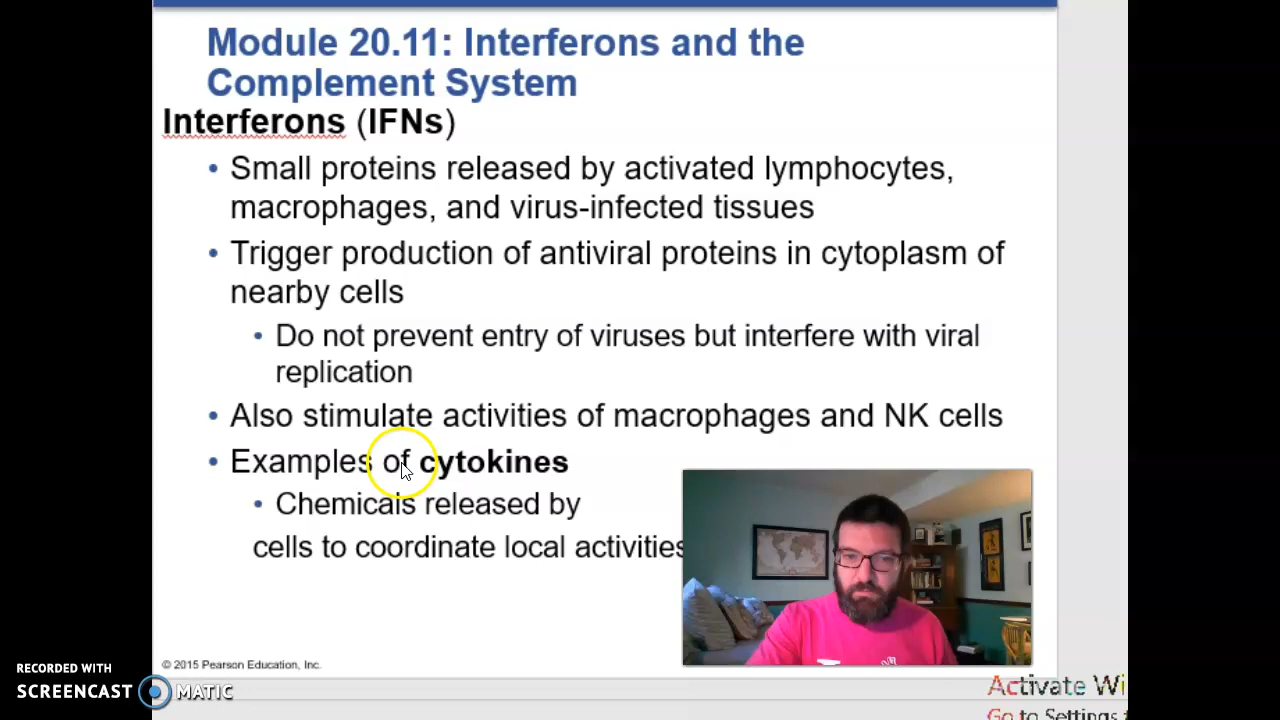 Module 20.11: Interferons and the
Complement System
Interferons (IFNs)
• Small proteins released by activated lymphocytes,
macrophages, and virus-infected tissues
• Trigger production of antiviral proteins in cytoplasm of
nearby cells
• Do not prevent entry of viruses but interfere with viral
replication
• Also stimulate activities of macrophages and NK cells
• Examples of cytokines
• Chemicals released by
cells to coordinate local activities
© 2015 Pearson Education, Inc.
RECORDED WITH
SCREENCAST MATIC
Activate Wi
Go to Settings